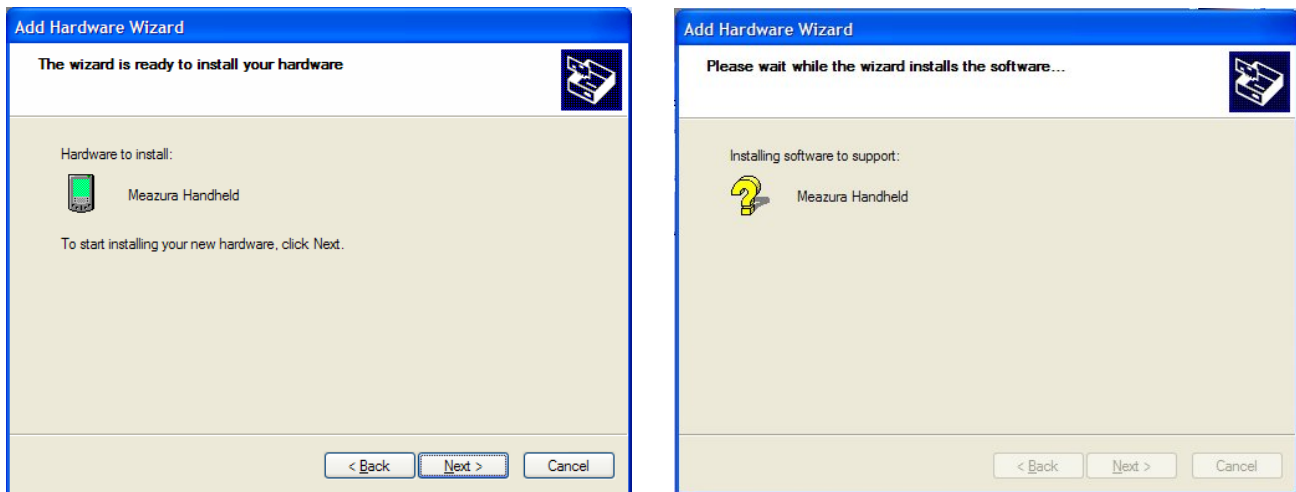 Add Hardware Wizard
The wizard is ready to install your hardware
Hardware to install:
Meazura Handheld
To start installing your new hardware, click Next.
< Back
Next >
Cancel
Add Hardware Wizard
Please wait while the wizard installs the software...
Installing software to support:
Meazura Handheld
< Back
Next >
Cancel